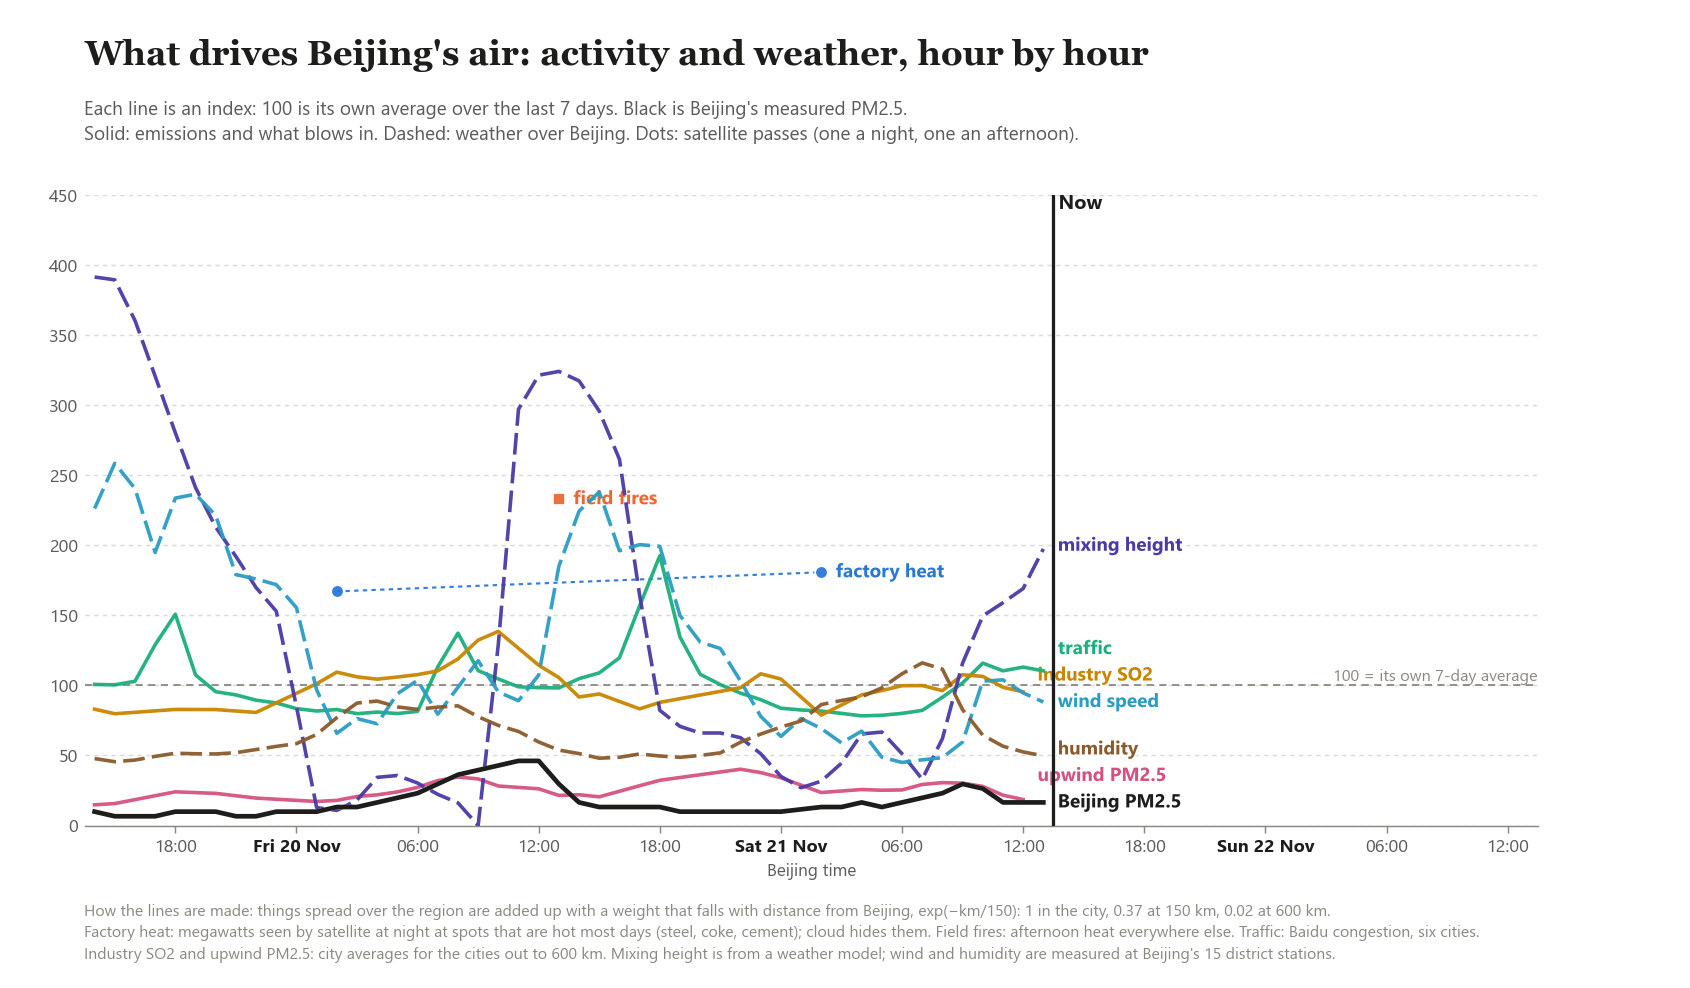 What drives Beijing's air: activity and weather, hour by hour
Each line is an index: 100 is its own average over the last 7 days. Black is Beijing's measured PM2.5.
Solid: emissions and what blows in. Dashed: weather over Beijing. Dots: satellite passes (one a night, one an afternoon).
450
Now
400
350
300
250
field fires
200
mixing height
factory heat
150
traffic
industry SO2
100 = its own 7-day average
100
wind speed
humidity
50
upwind PM2.5
Beijing PM2.5
0
18:00 Fri 20 Nov 06:00 12:00 18:00 Sat 21 Nov 06:00 12:00 18:00 Sun 22 Nov 06:00 12:00
Beijing time
How the lines are made: things spread over the region are added up with a weight that falls with distance from Beijing, exp(−km/150): 1 in the city, 0.37 at 150 km, 0.02 at 600 km.
Factory heat: megawatts seen by satellite at night at spots that are hot most days (steel, coke, cement); cloud hides them. Field fires: afternoon heat everywhere else. Traffic: Baidu congestion, six cities.
Industry SO2 and upwind PM2.5: city averages for the cities out to 600 km. Mixing height is from a weather model; wind and humidity are measured at Beijing's 15 district stations.